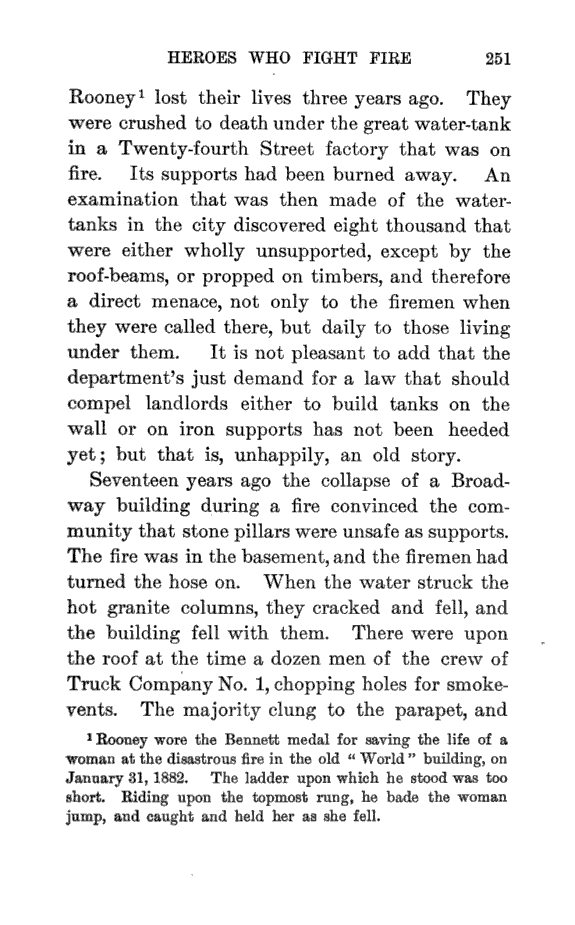 HEROES WHO FIGHT FIRE 251
Rooney¹ lost their lives three years ago. They
were crushed to death under the great water-tank
in a Twenty-fourth Street factory that was on
fire. Its supports had been burned away. An
examination that was then made of the water-
tanks in the city discovered eight thousand that
were either wholly unsupported, except by the
roof-beams, or propped on timbers, and therefore
a direct menace, not only to the firemen when
they were called there, but daily to those living
under them. It is not pleasant to add that the
department's just demand for a law that should
compel landlords either to build tanks on the
wall or on iron supports has not been heeded
yet; but that is, unhappily, an old story.
Seventeen years ago the collapse of a Broad-
way building during a fire convinced the com-
munity that stone pillars were unsafe as supports.
The fire was in the basement, and the firemen had
turned the hose on. When the water struck the
hot granite columns, they cracked and fell, and
the building fell with them. There were upon
the roof at the time a dozen men of the crew of
Truck Company No. 1, chopping holes for smoke-
vents. The majority clung to the parapet, and
¹ Rooney wore the Bennett medal for saving the life of a
woman at the disastrous fire in the old "World" building, on
January 31, 1882. The ladder upon which he stood was too
short. Riding upon the topmost rung, he bade the woman
jump, and caught and held her as she fell.